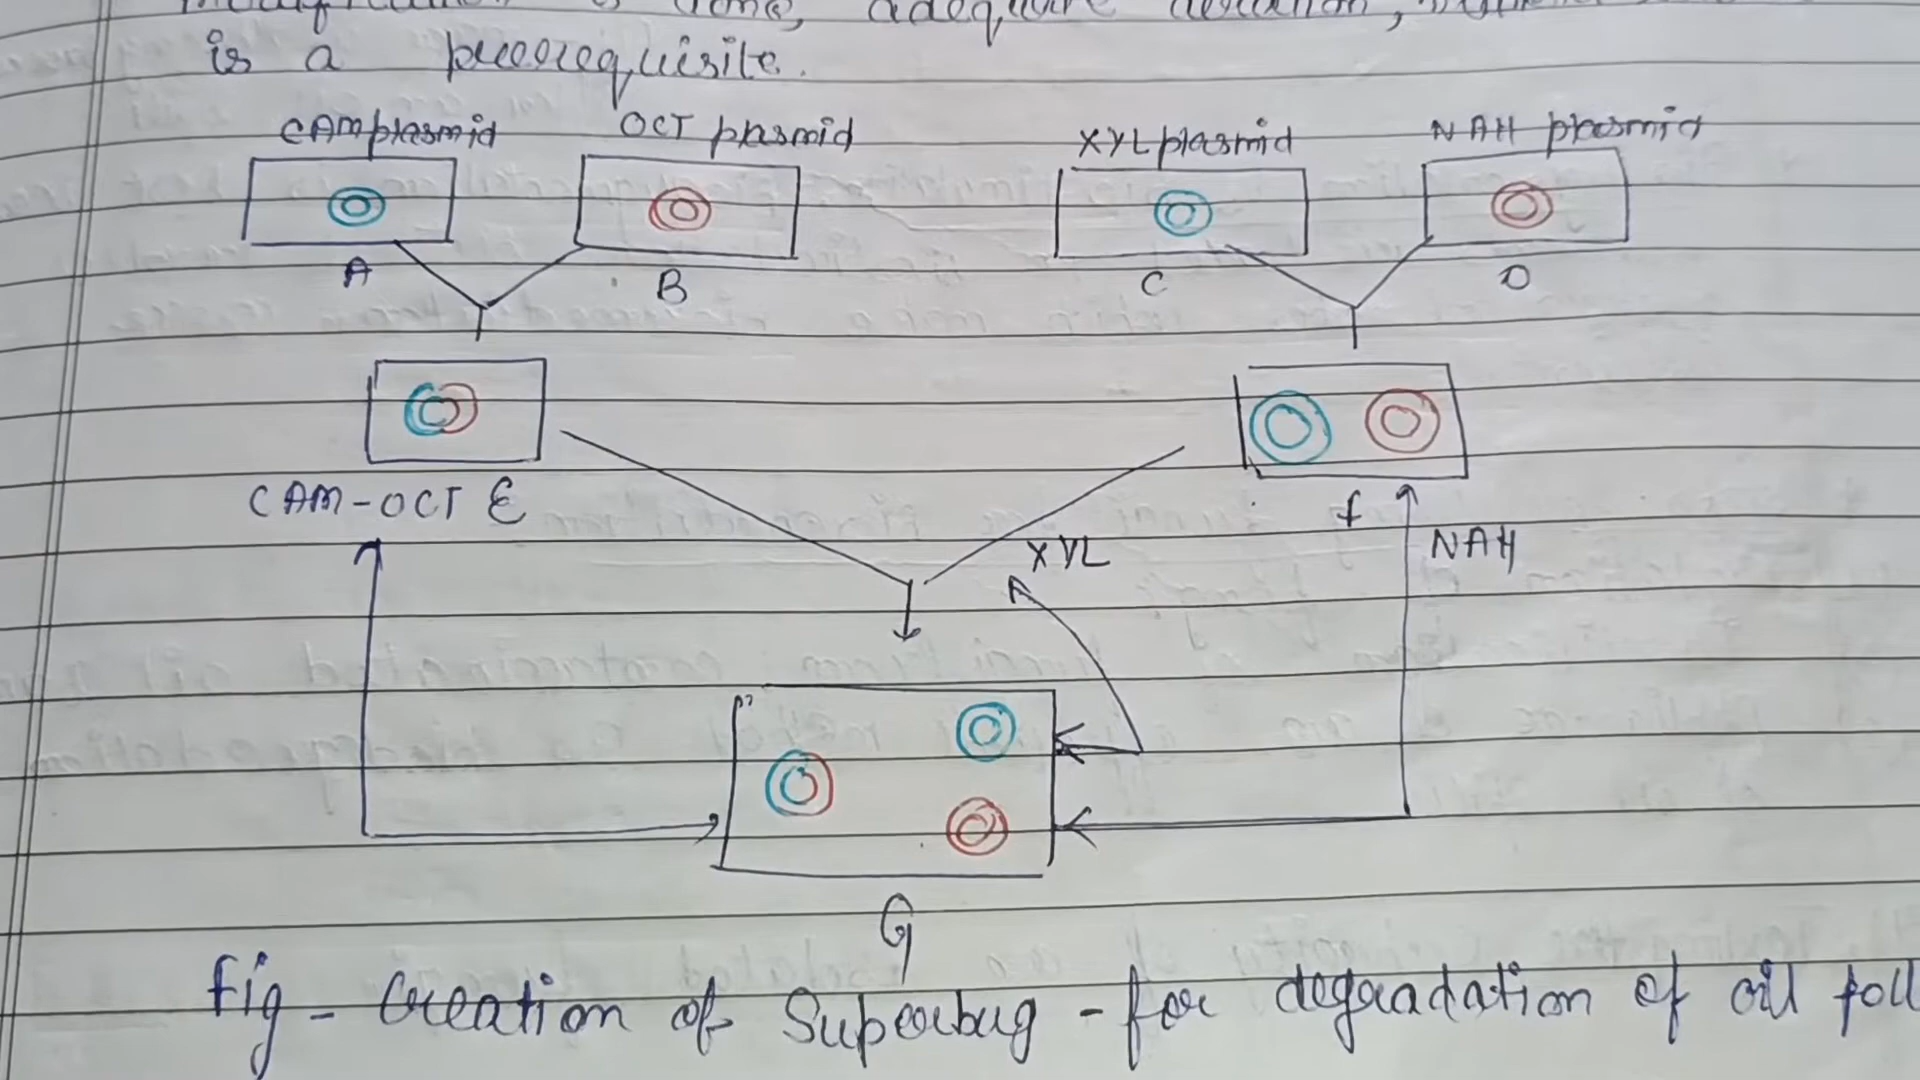 is a prerequisite.
CAM plasmid OCT plasmid XYL plasmid NAH plasmid
A B C D
CAM-OCT E f
XYL NAH
G
Fig - Creation of Superbug - for degradation of oil poll